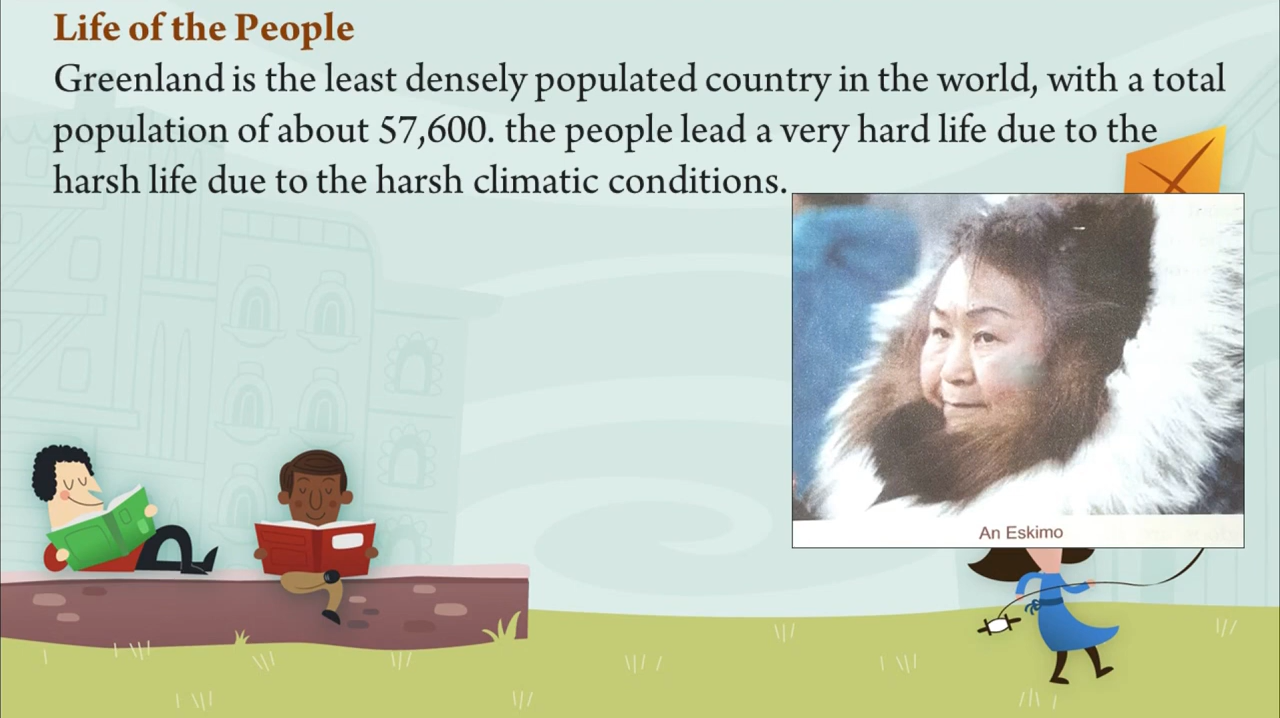 Life of the People
Greenland is the least densely populated country in the world, with a total
population of about 57,600. the people lead a very hard life due to the
harsh life due to the harsh climatic conditions.
An Eskimo